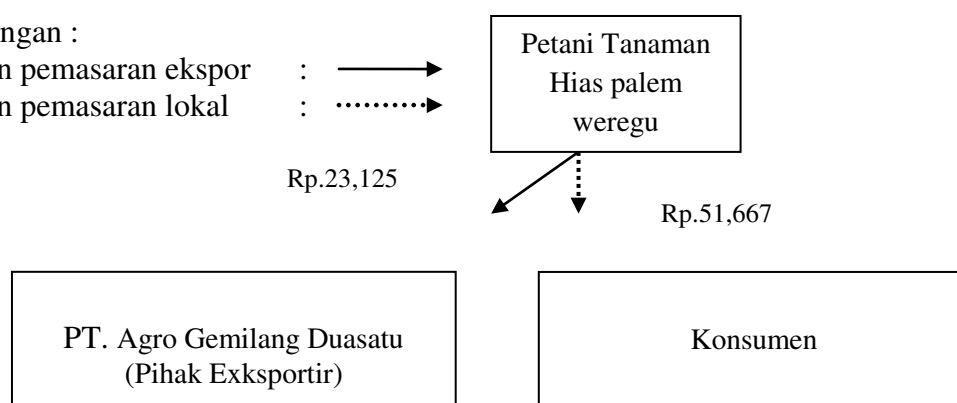 ngan :
n pemasaran ekspor :
n pemasaran lokal :
Petani Tanaman
Hias palem
weregu
Rp.23,125
Rp.51,667
PT. Agro Gemilang Duasatu
(Pihak Exksportir)
Konsumen